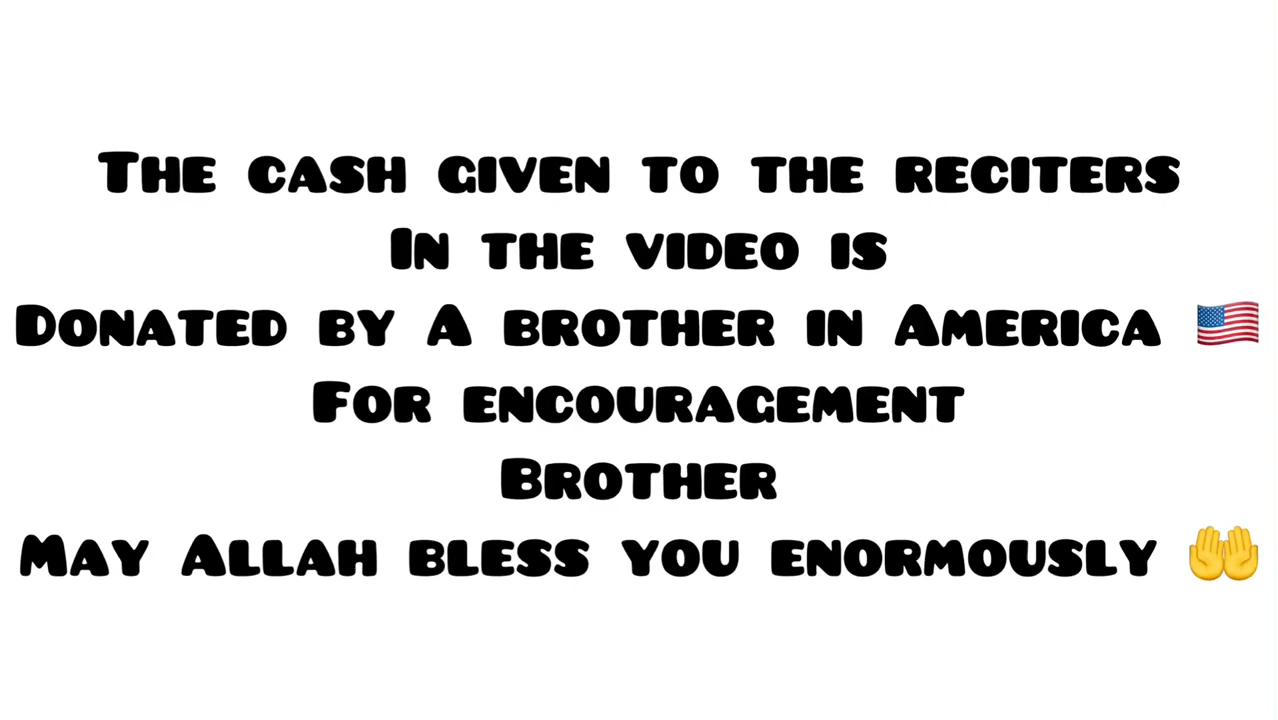 The cash given to the reciters
In the video is
Donated by A brother in America 🇺🇸
For encouragement
Brother
May Allah bless you enormously 🤲